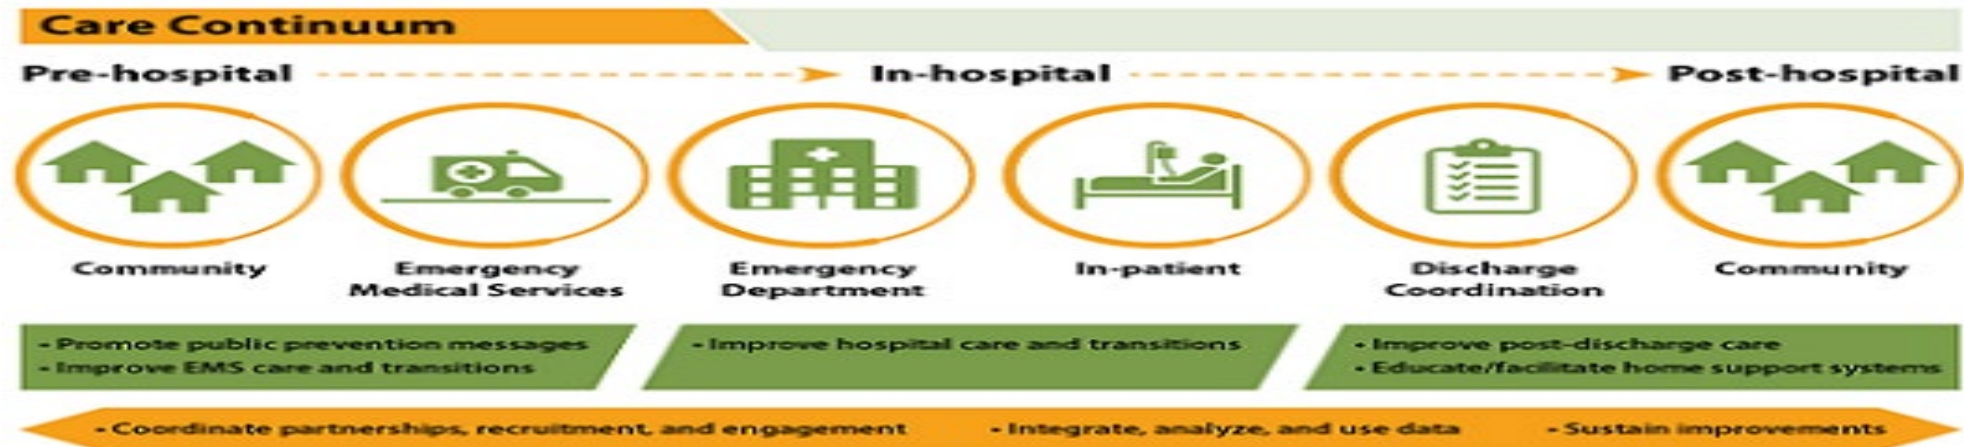 Care Continuum
Pre-hospital
In-hospital
Post-hospital
Community
Emergency
Medical Services
Emergency
Department
In-patient
Discharge
Coordination
Community
- Promote public prevention messages
- Improve EMS care and transitions
- Improve hospital care and transitions
- Improve post-discharge care
- Educate/facilitate home support systems
- Coordinate partnerships, recruitment, and engagement
- Integrate, analyze, and use data
- Sustain improvements